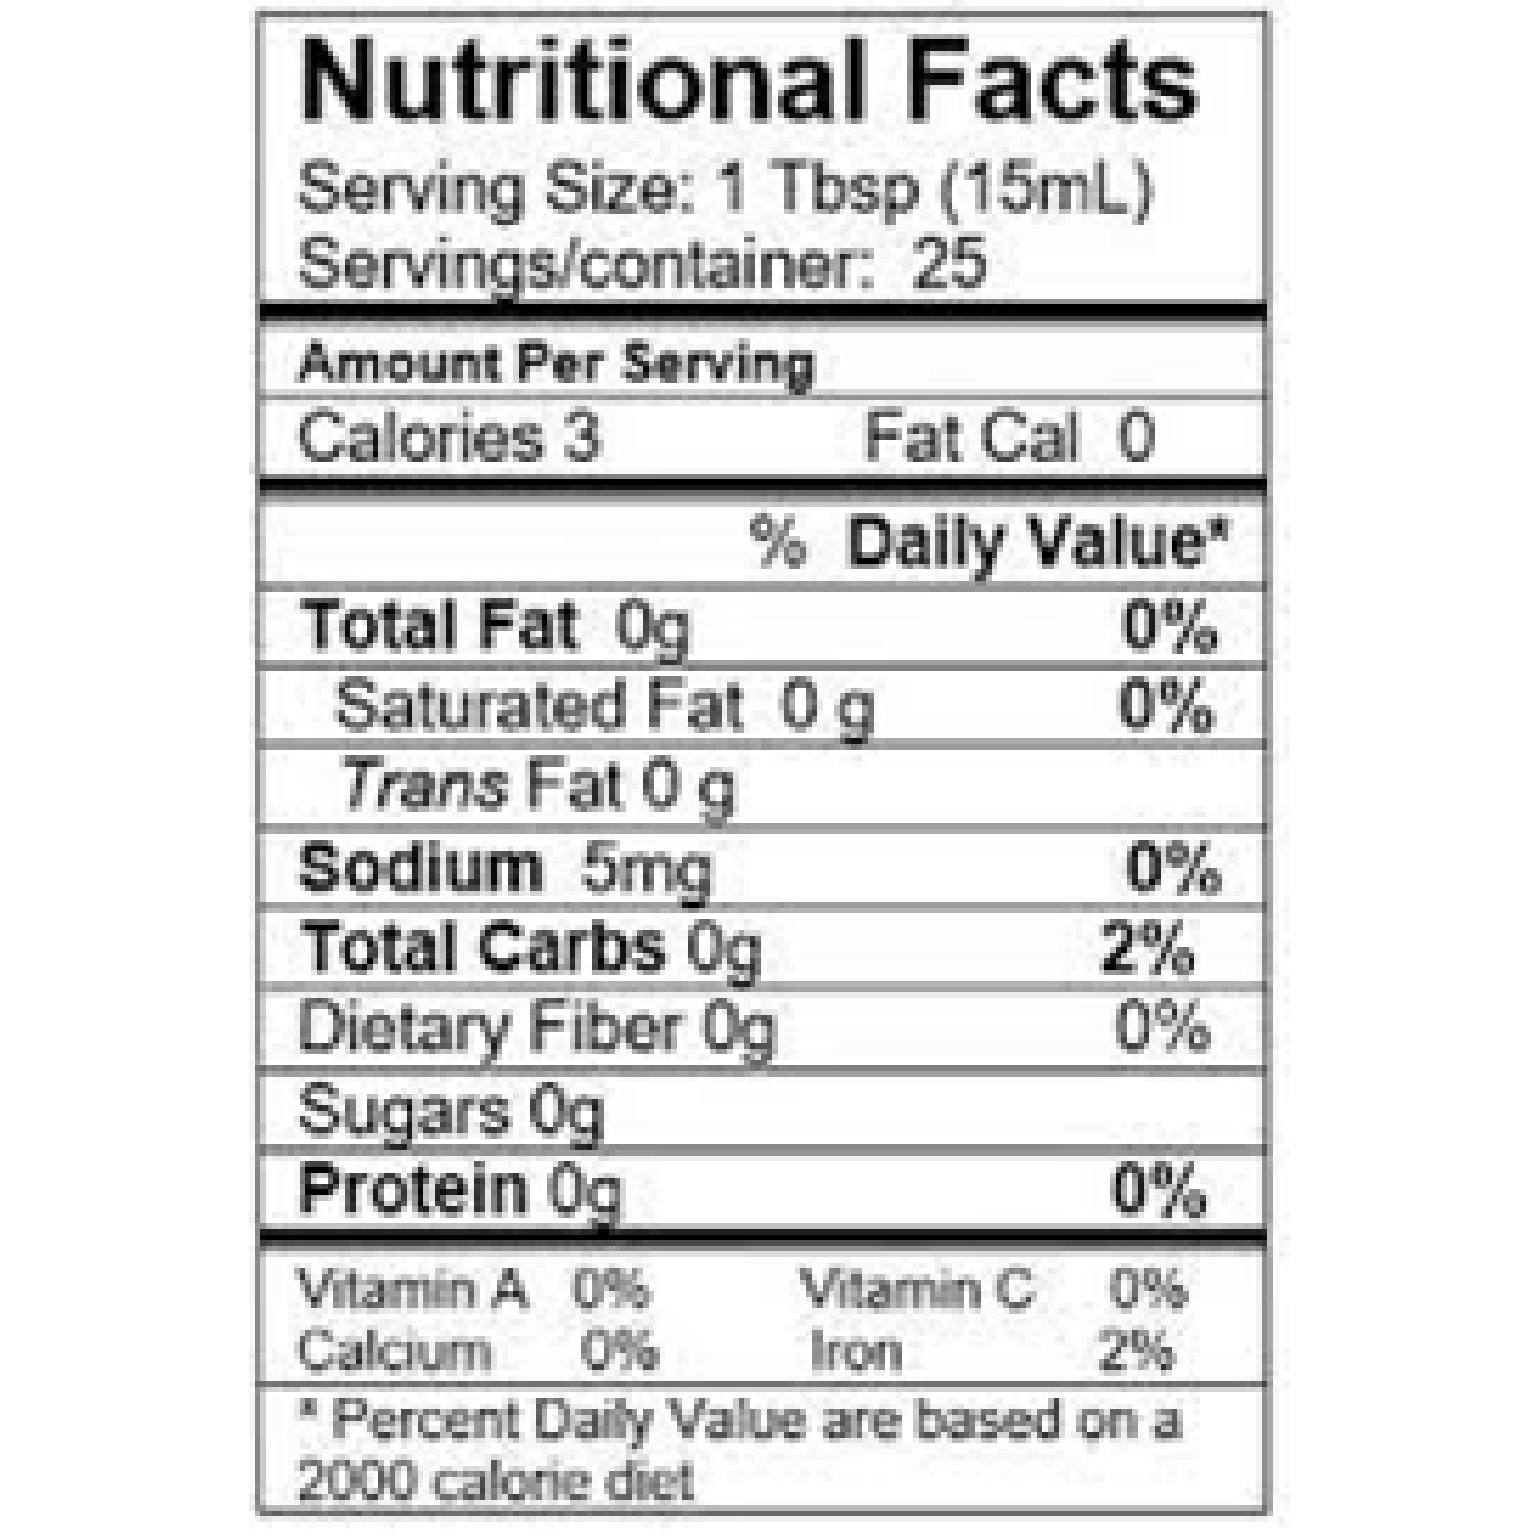 Nutritional Facts
Serving Size: 1 Tbsp (15mL)
Servings/container: 25
Amount Per Serving
Calories 3 Fat Cal 0
% Daily Value*
Total Fat 0g 0%
Saturated Fat 0 g 0%
Trans Fat 0 g
Sodium 5mg 0%
Total Carbs 0g 2%
Dietary Fiber 0g 0%
Sugars 0g
Protein 0g 0%
Vitamin A 0% Vitamin C 0%
Calcium 0% Iron 2%
* Percent Daily Value are based on a
2000 calorie diet